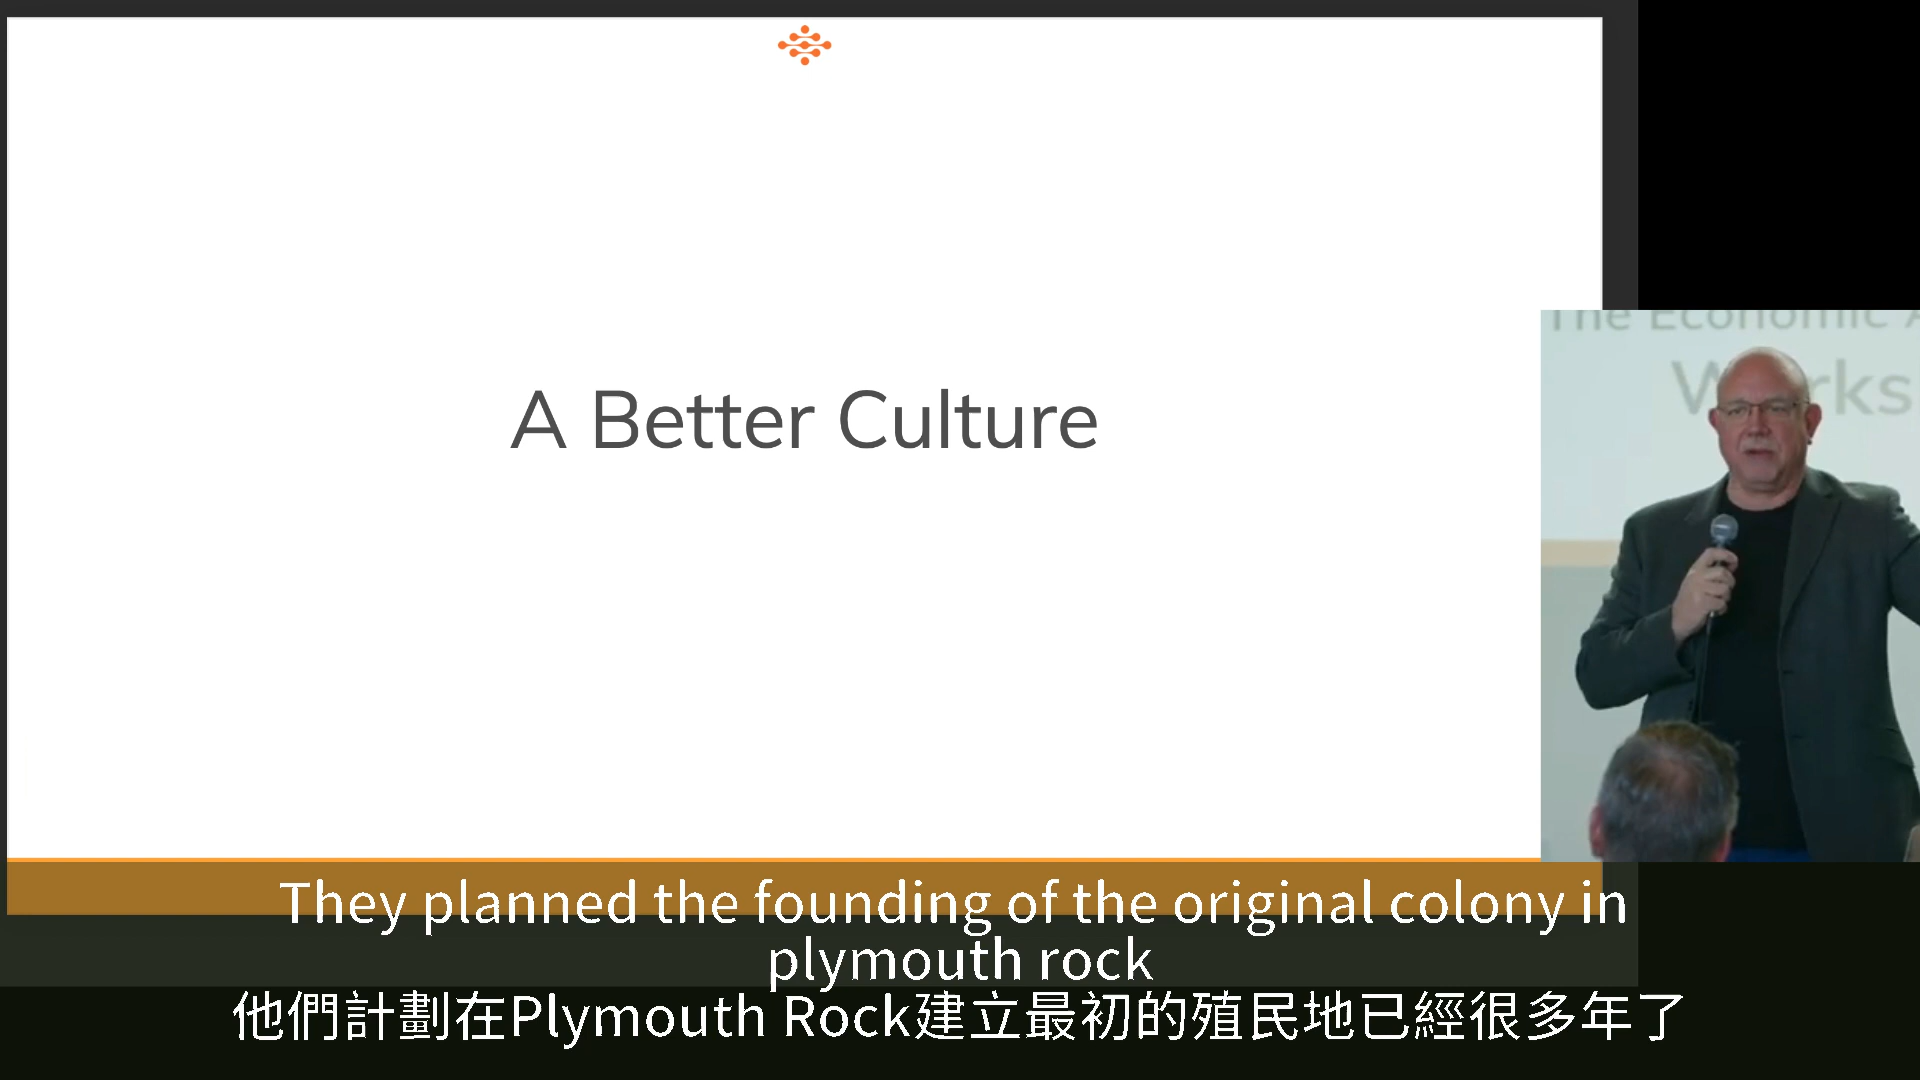 A Better Culture
The Economic
Works
They planned the founding of the original colony in
plymouth rock
他們計劃在Plymouth Rock建立最初的殖民地已經很多年了